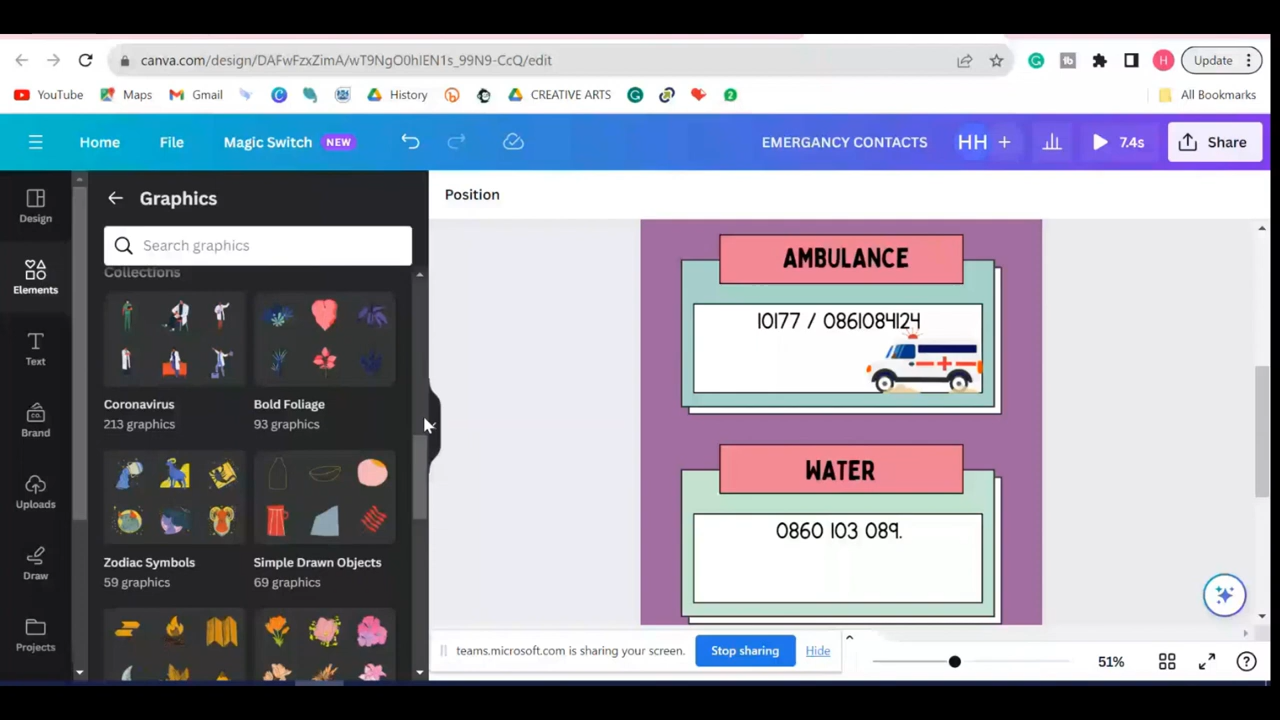 canva.com/design/DAFwFzxZimA/wT9NgO0hIEN1s_99N9-CcQ/edit
H
Update
YouTube
Maps
Gmail
History
CREATIVE ARTS
2
All Bookmarks
Home
File
Magic Switch
NEW
EMERGANCY CONTACTS
HH
+
7.4s
Share
Design
Elements
Text
Brand
Uploads
Draw
Projects
Graphics
Search graphics
Collections
Coronavirus
213 graphics
Bold Foliage
93 graphics
Zodiac Symbols
59 graphics
Simple Drawn Objects
69 graphics
Position
AMBULANCE
10177 / 0861084124
WATER
0860 103 089.
teams.microsoft.com is sharing your screen.
Stop sharing
Hide
51%